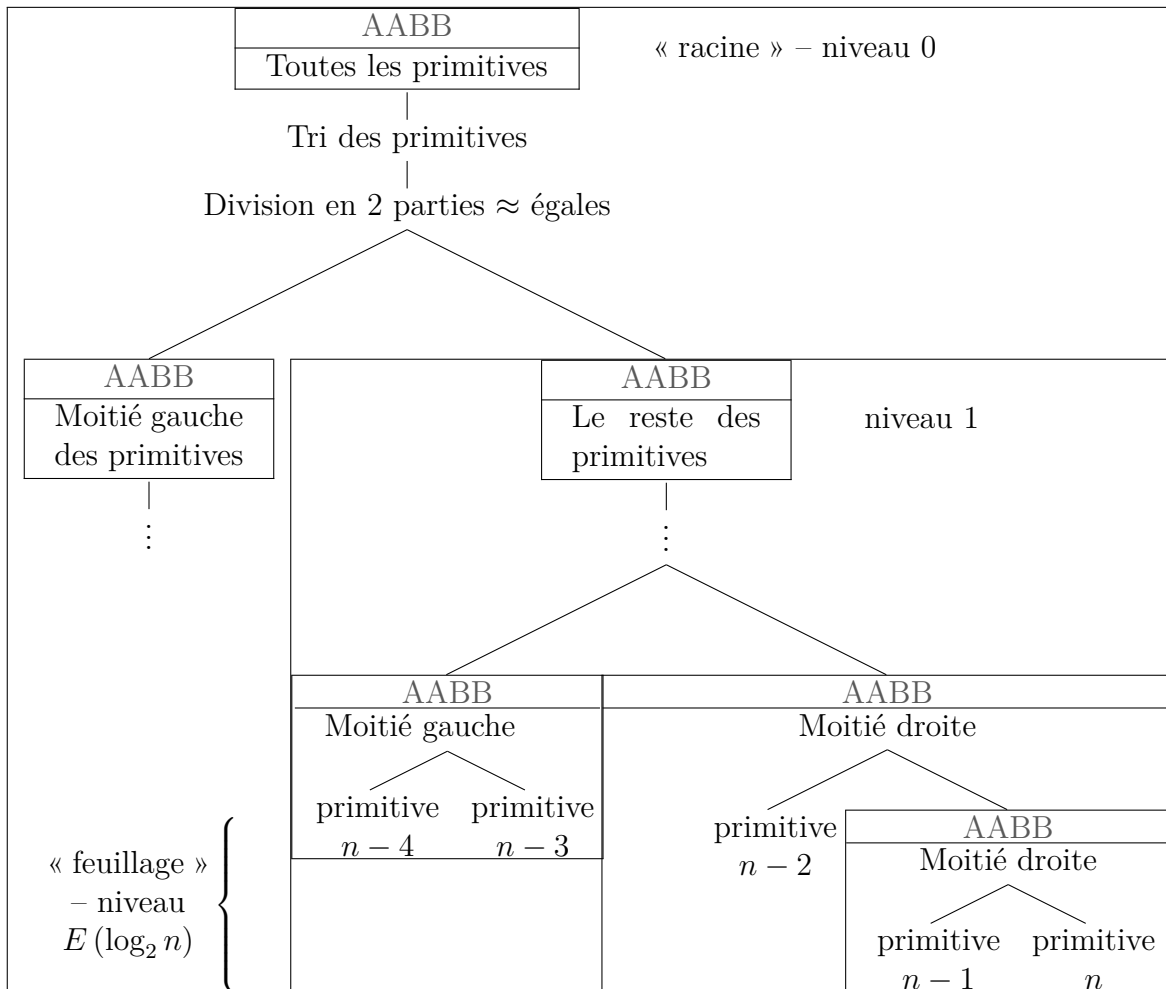 AABB
Toutes les primitives
« racine » – niveau 0
Tri des primitives
Division en 2 parties ≈ égales
AABB
Moitié gauche
des primitives
⋮
AABB
Le reste des
primitives
niveau 1
⋮
AABB
Moitié gauche
primitive
n − 4
primitive
n − 3
AABB
Moitié droite
primitive
n − 2
AABB
Moitié droite
primitive
n − 1
primitive
n
« feuillage »
– niveau
E (log₂ n)